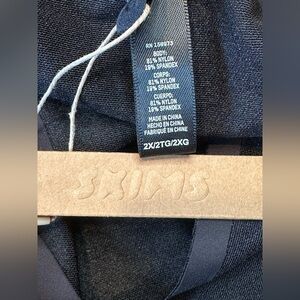 RN 158973
BODY:
81% NYLON
19% SPANDEX
CORPS:
81% NYLON
19% SPANDEX
CUERPO:
81% NYLON
19% SPANDEX
MADE IN CHINA
HECHO EN CHINA
FABRIQUÉ EN CHINE
2X/2TG/2XG
SKIMS